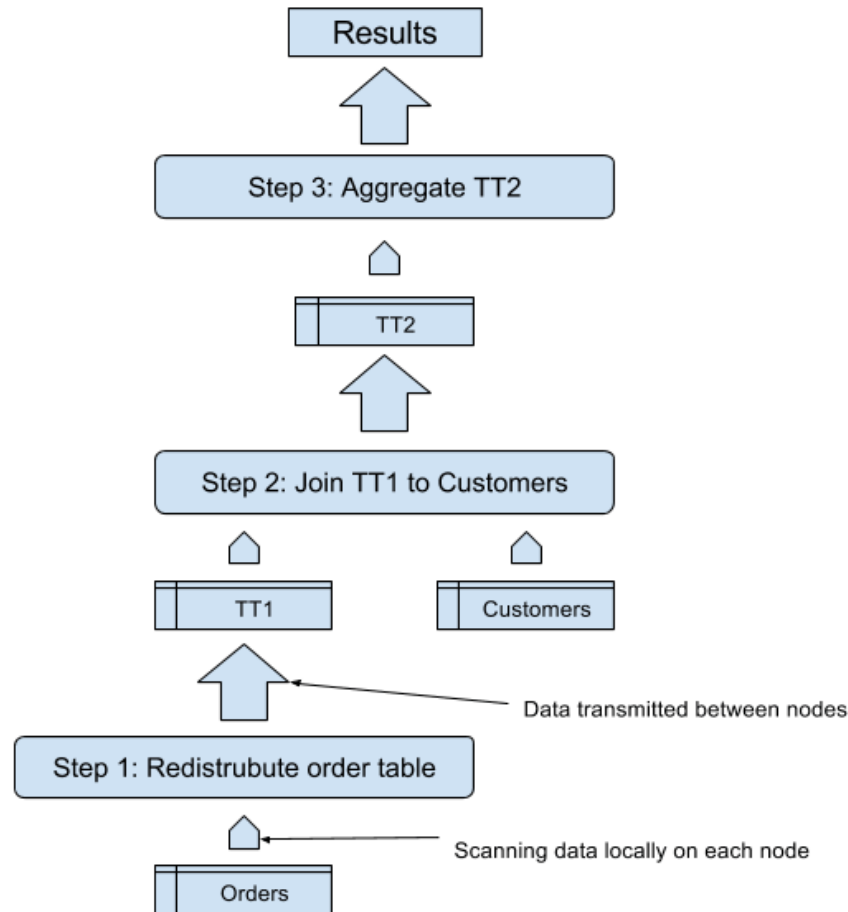 Results
Step 3: Aggregate TT2
TT2
Step 2: Join TT1 to Customers
TT1
Customers
Data transmitted between nodes
Step 1: Redistrubute order table
Scanning data locally on each node
Orders